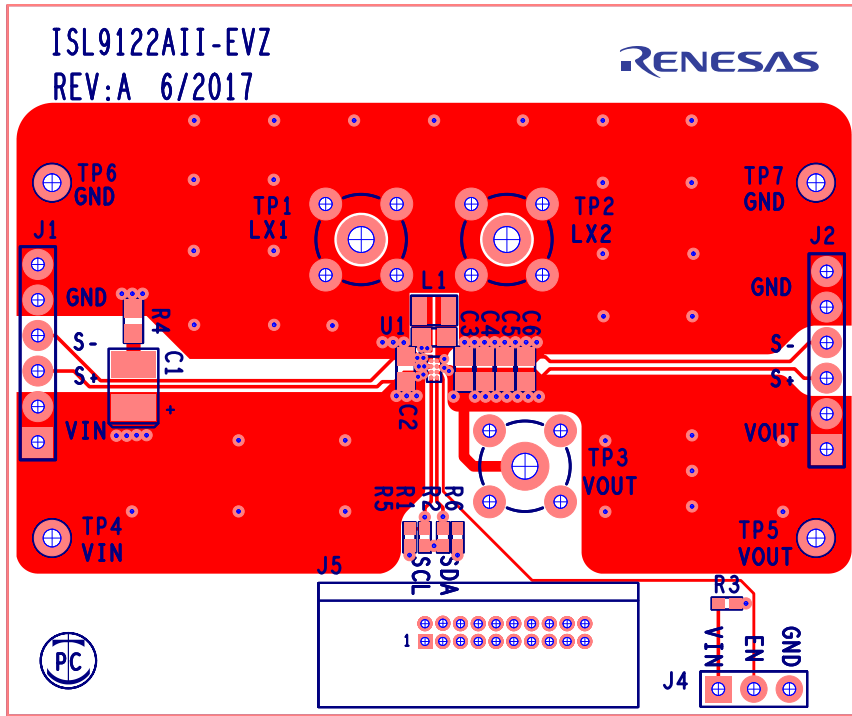 ISL9122AII-EVZ
REV:A 6/2017
RENESAS
TP6
GND
TP7
GND
TP1
LX1
TP2
LX2
J1
J2
GND
GND
L1
U1
C3
C4
C5
C6
R4
C1
S-
S-
S+
S+
+
C2
VIN
VOUT
TP3
VOUT
R5
R1
R2
R6
TP4
VIN
TP5
VOUT
SCL
SDA
J5
R3
1
VIN
EN
GND
J4
PC